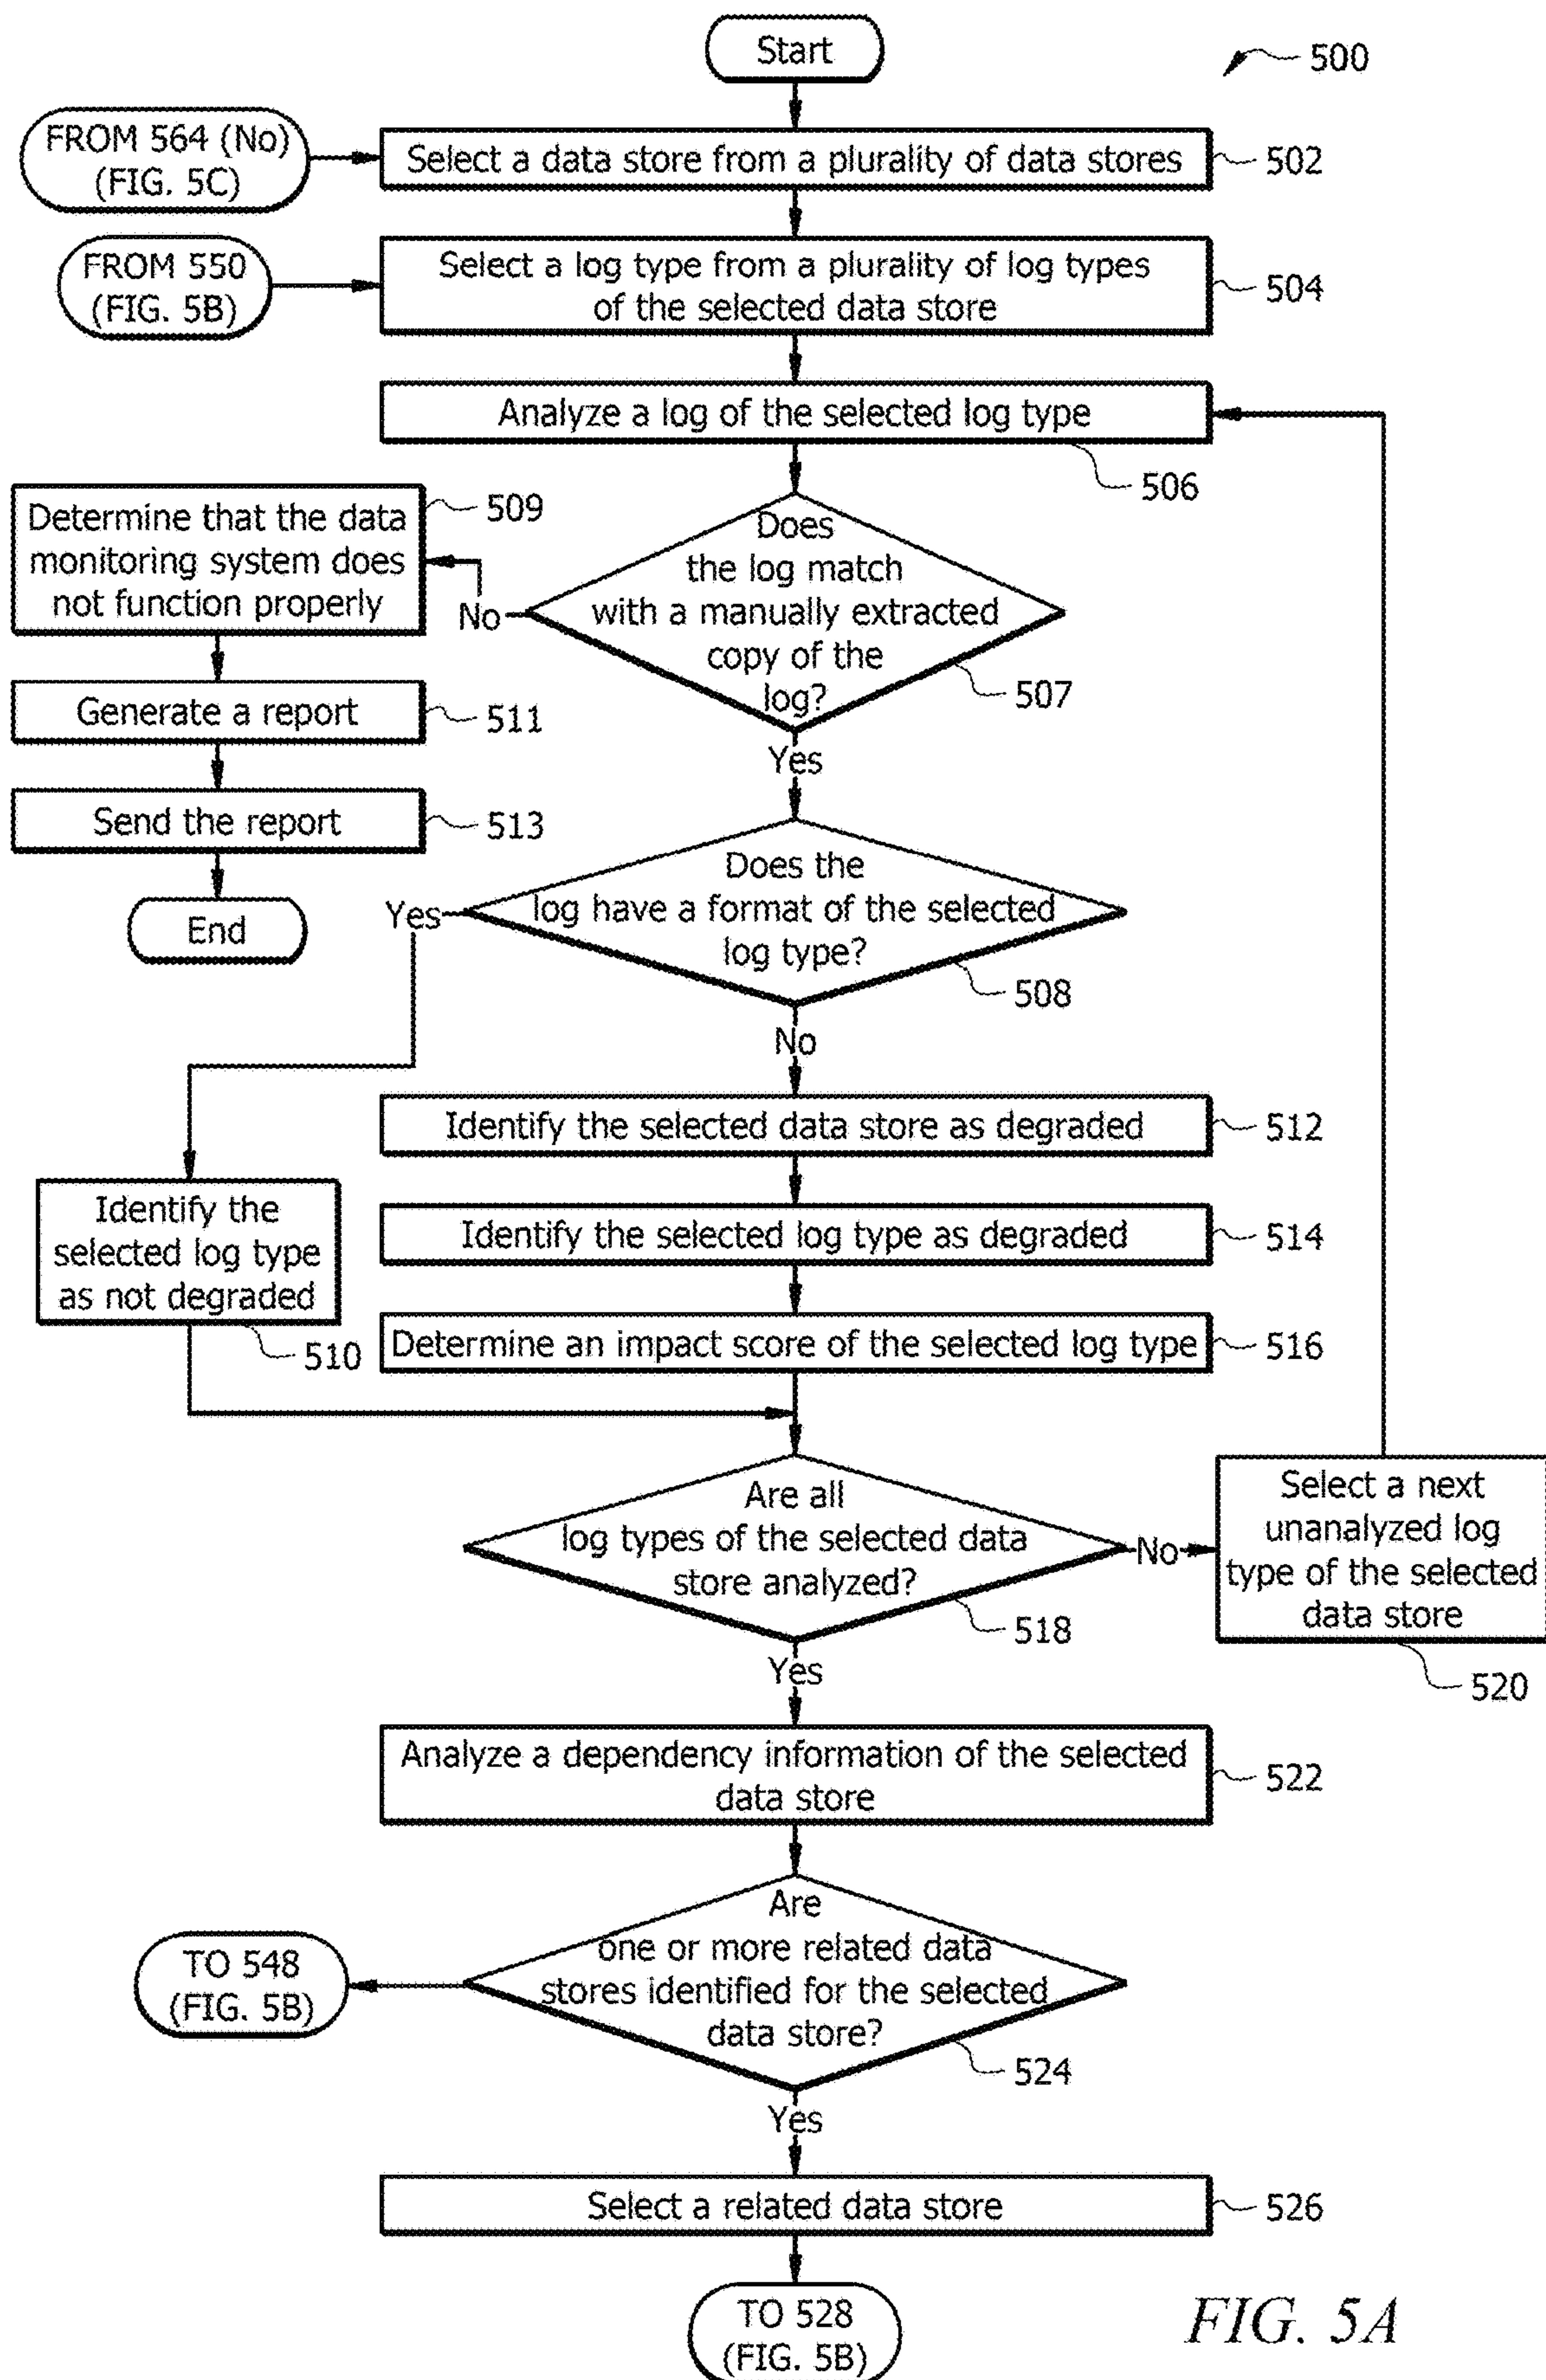 Start
500
FROM 564 (No)
(FIG. 5C)
Select a data store from a plurality of data stores
502
FROM 550
(FIG. 5B)
Select a log type from a plurality of log types
of the selected data store
504
Analyze a log of the selected log type
506
Determine that the data
monitoring system does
not function properly
509
No
Does
the log match
with a manually extracted
copy of the
log?
507
Generate a report
511
Yes
Send the report
513
End
Yes
Does the
log have a format of the selected
log type?
508
No
Identify the selected data store as degraded
512
Identify the
selected log type
as not degraded
510
Identify the selected log type as degraded
514
Determine an impact score of the selected log type
516
Are all
log types of the selected data
store analyzed?
518
No
Select a next
unanalyzed log
type of the selected
data store
520
Yes
Analyze a dependency information of the selected
data store
522
Are
one or more related data
stores identified for the selected
data store?
524
TO 548
(FIG. 5B)
Yes
Select a related data store
526
TO 528
(FIG. 5B)
FIG. 5A